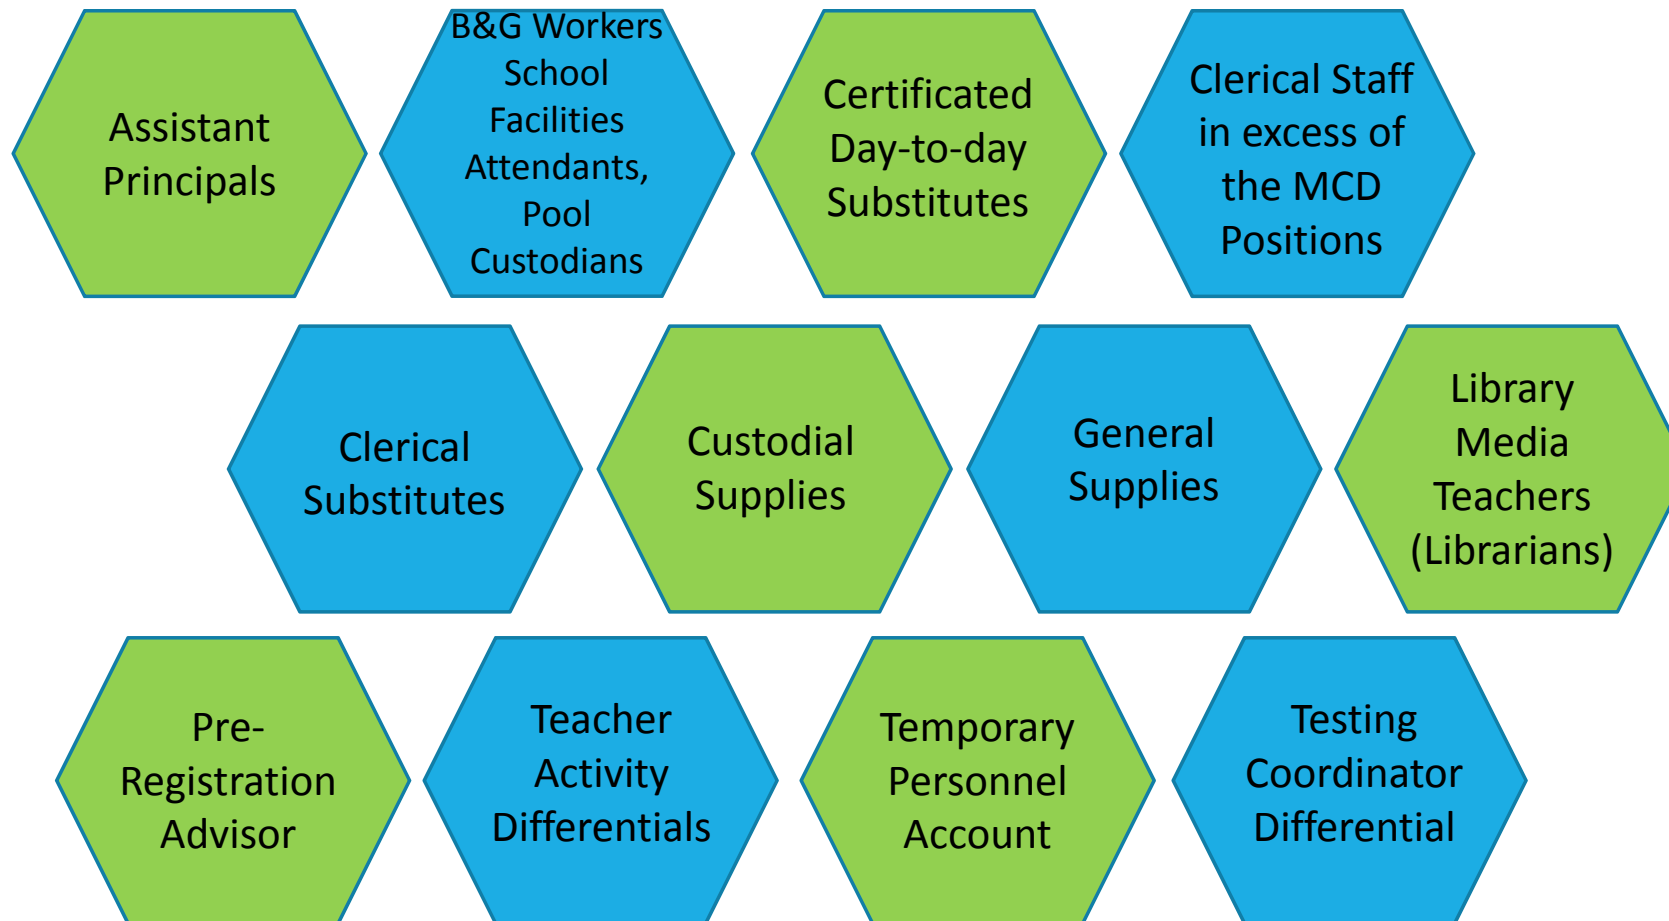 Assistant
Principals
B&G Workers
School
Facilities
Attendants,
Pool
Custodians
Certificated
Day-to-day
Substitutes
Clerical Staff
in excess of
the MCD
Positions
Clerical
Substitutes
Custodial
Supplies
General
Supplies
Library
Media
Teachers
(Librarians)
Pre-
Registration
Advisor
Teacher
Activity
Differentials
Temporary
Personnel
Account
Testing
Coordinator
Differential